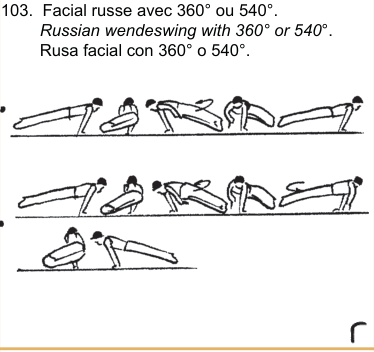 103. Facial russe avec 360° ou 540°.
Russian wendeswing with 360° or 540°.
Rusa facial con 360° o 540°.